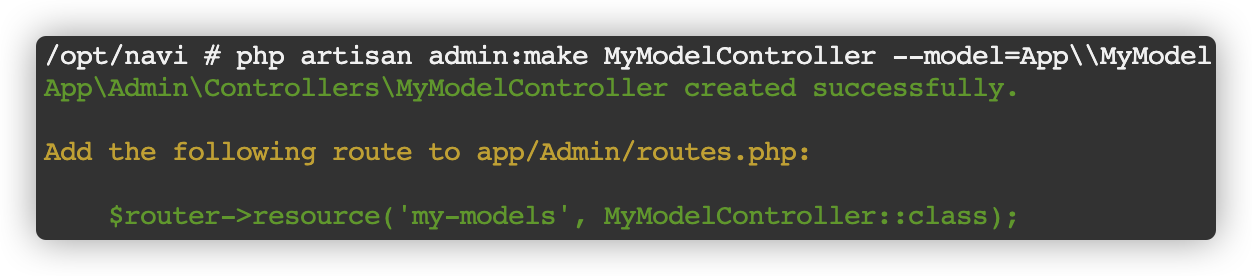 /opt/navi # php artisan admin:make MyModelController --model=App\\MyModel
App\Admin\Controllers\MyModelController created successfully.
Add the following route to app/Admin/routes.php:
$router->resource('my-models', MyModelController::class);